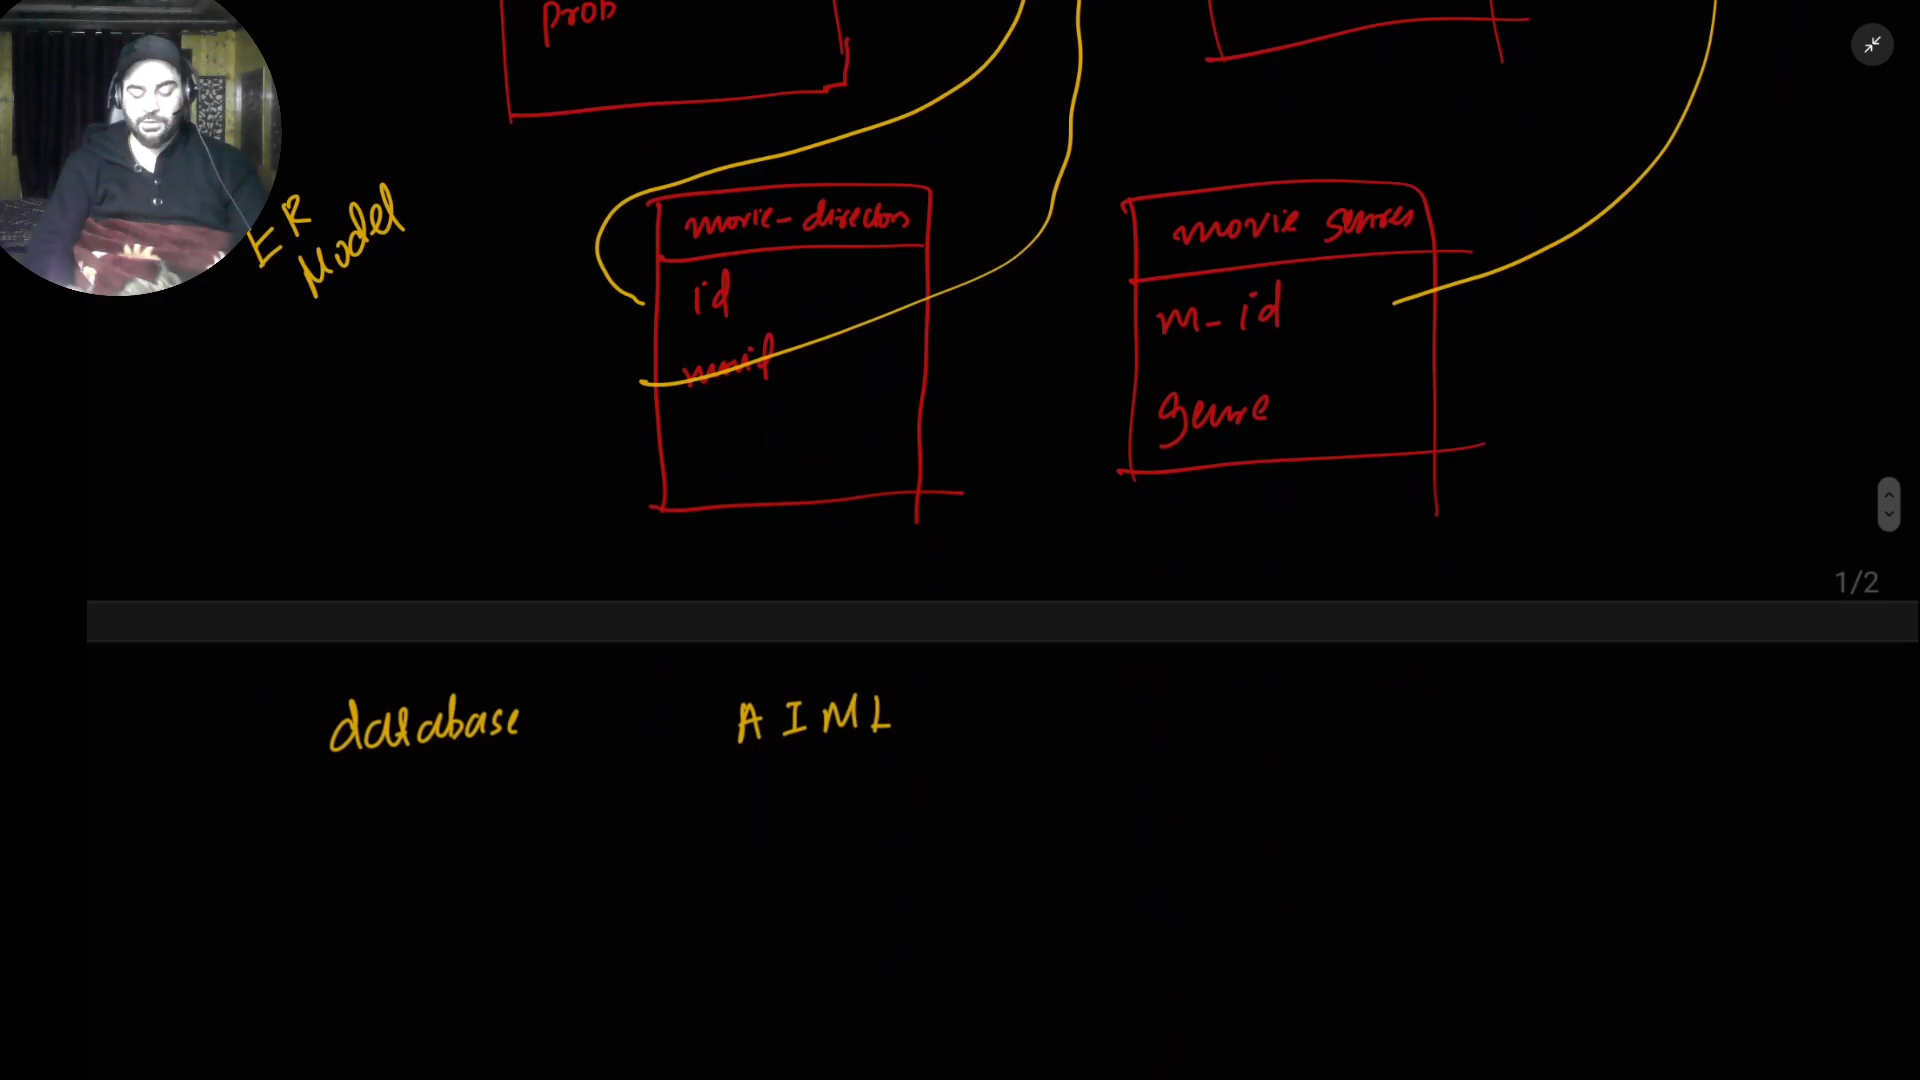 prob
ER
Model
movie-directors
id
movie genres
m-id
genre
1/2
database AIML